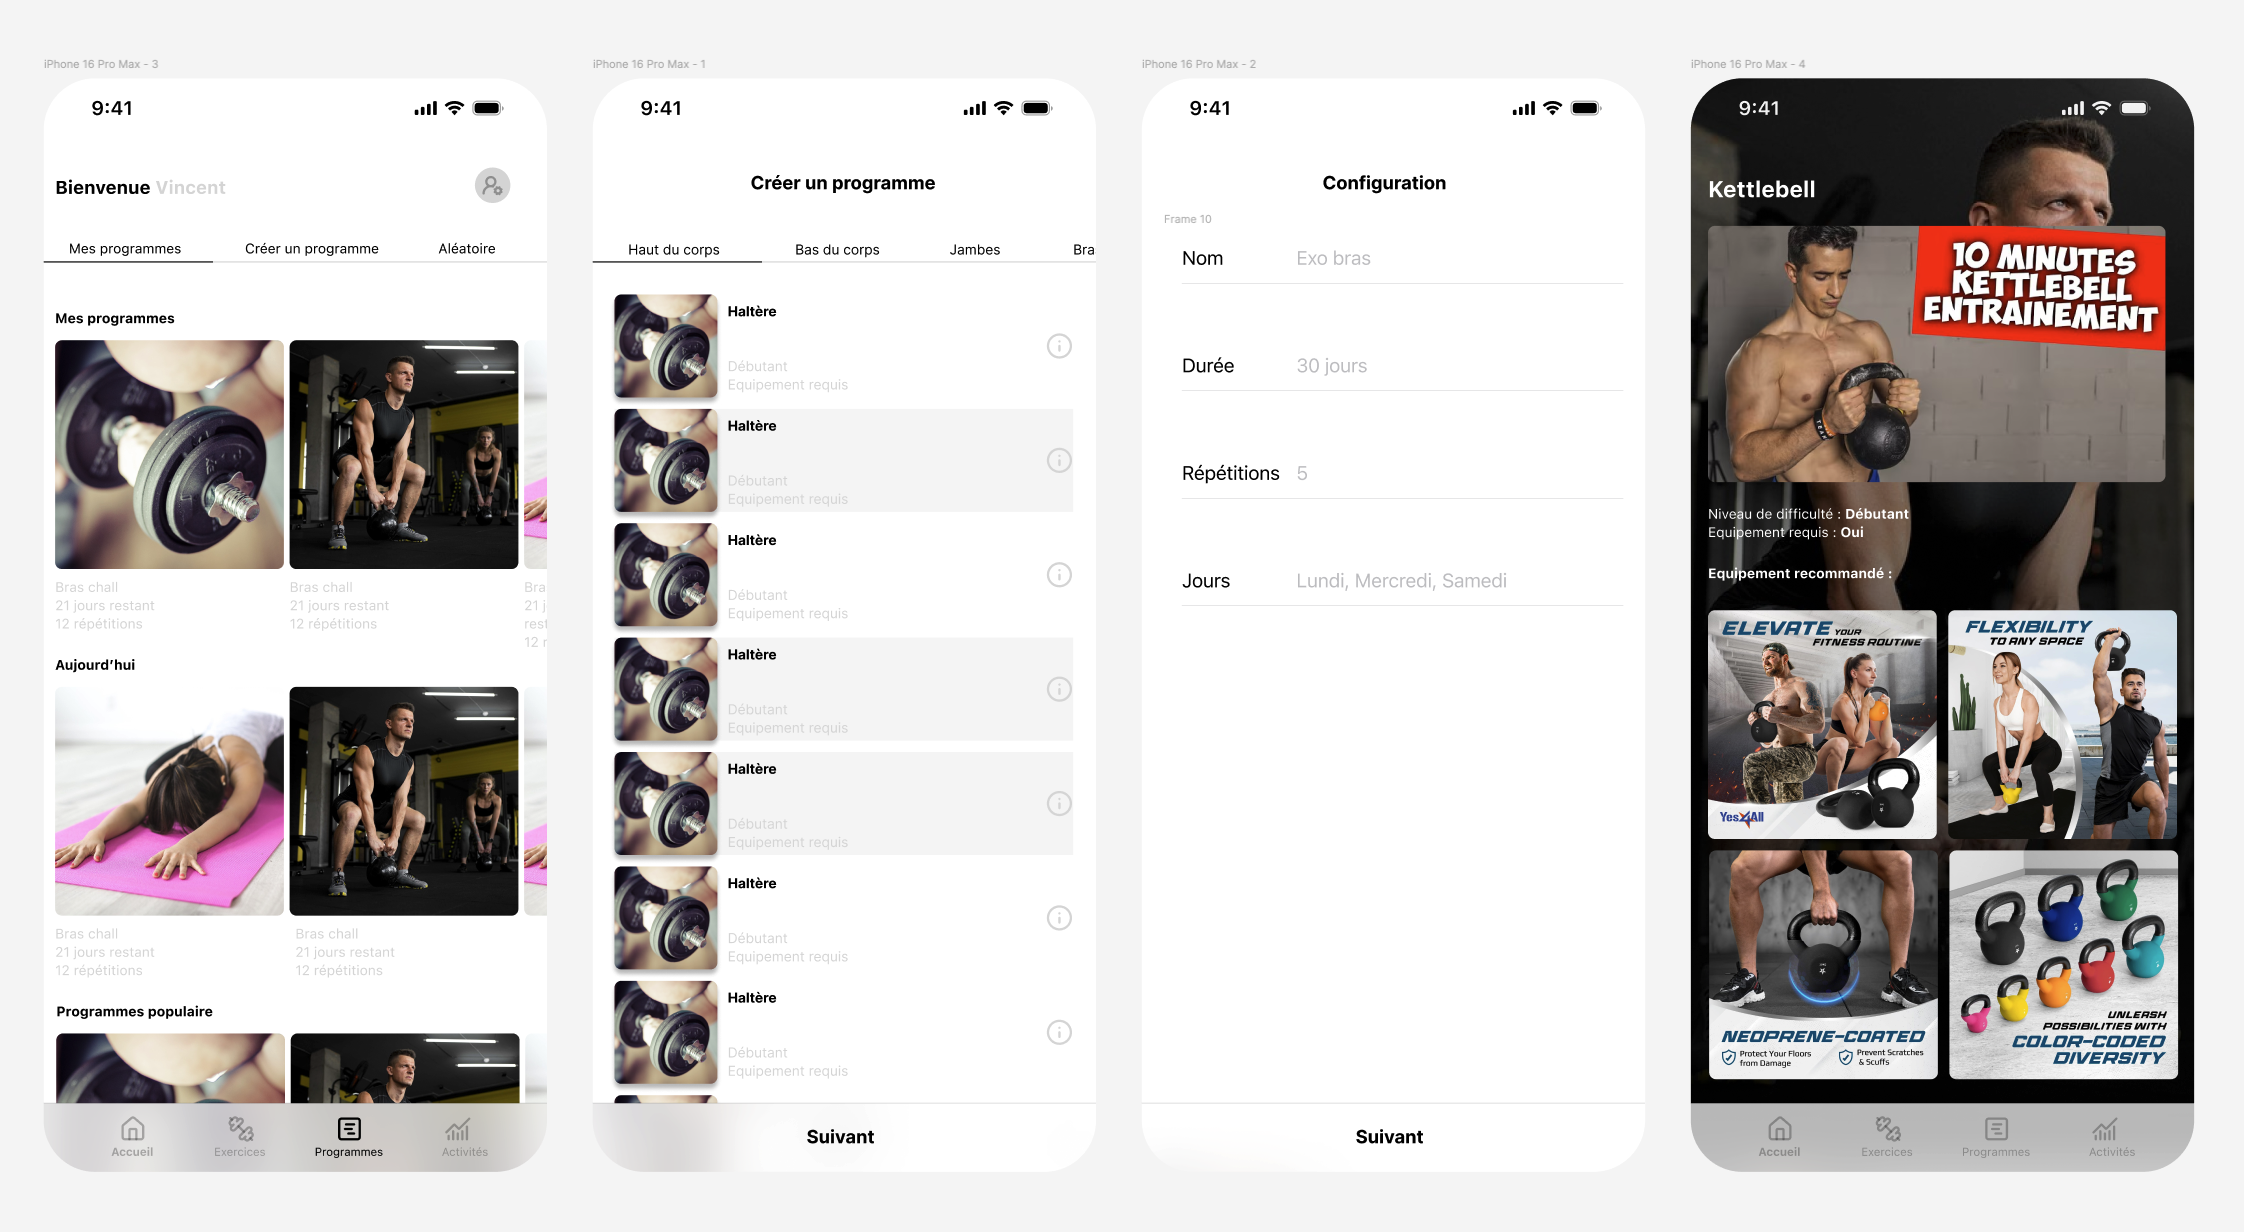 iPhone 16 Pro Max - 3
9:41
Bienvenue Vincent
Mes programmes
Créer un programme
Aléatoire
Mes programmes
Bras chall
21 jours restant
12 répétitions
Bras chall
21 jours restant
12 répétitions
Bra
21 j
rest
12 r
Aujourd'hui
Bras chall
21 jours restant
12 répétitions
Bras chall
21 jours restant
12 répétitions
Programmes populaire
Accueil
Exercices
Programmes
Activités
iPhone 16 Pro Max - 1
9:41
Créer un programme
Haut du corps
Bas du corps
Jambes
Bras
Haltère
Débutant
Equipement requis
Haltère
Débutant
Equipement requis
Haltère
Débutant
Equipement requis
Haltère
Débutant
Equipement requis
Haltère
Débutant
Equipement requis
Haltère
Débutant
Equipement requis
Haltère
Débutant
Equipement requis
Suivant
iPhone 16 Pro Max - 2
9:41
Configuration
Frame 10
Nom Exo bras
Durée 30 jours
Répétitions 5
Jours Lundi, Mercredi, Samedi
Suivant
iPhone 16 Pro Max - 4
9:41
Kettlebell
10 MINUTES
KETTLEBELL
ENTRAINEMENT
Niveau de difficulté : Débutant
Equipement requis : Oui
Equipement recommandé :
ELEVATE YOUR
FITNESS ROUTINE
Yes4All
FLEXIBILITY
TO ANY SPACE
NEOPRENE-COATED
Protect Your Floors
from Damage
Prevent Scratches
& Scuffs
UNLEASH
POSSIBILITIES WITH
COLOR-CODED
DIVERSITY
Accueil
Exercices
Programmes
Activités